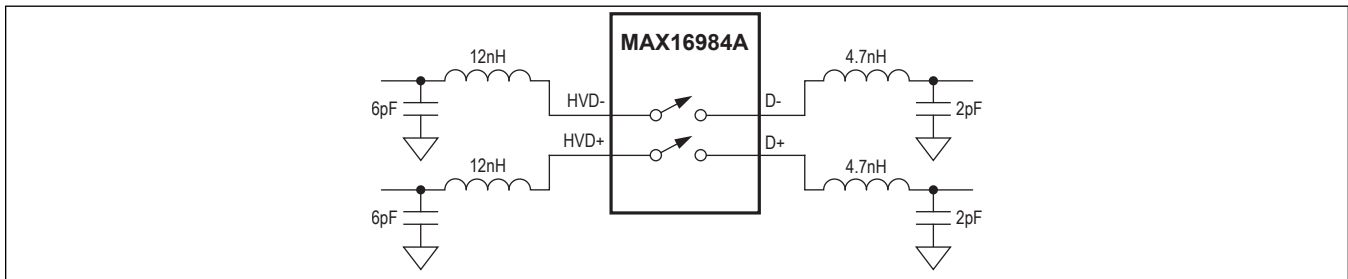 MAX16984A
12nH
4.7nH
6pF
HVD-
D-
2pF
HVD+
D+
12nH
4.7nH
6pF
2pF